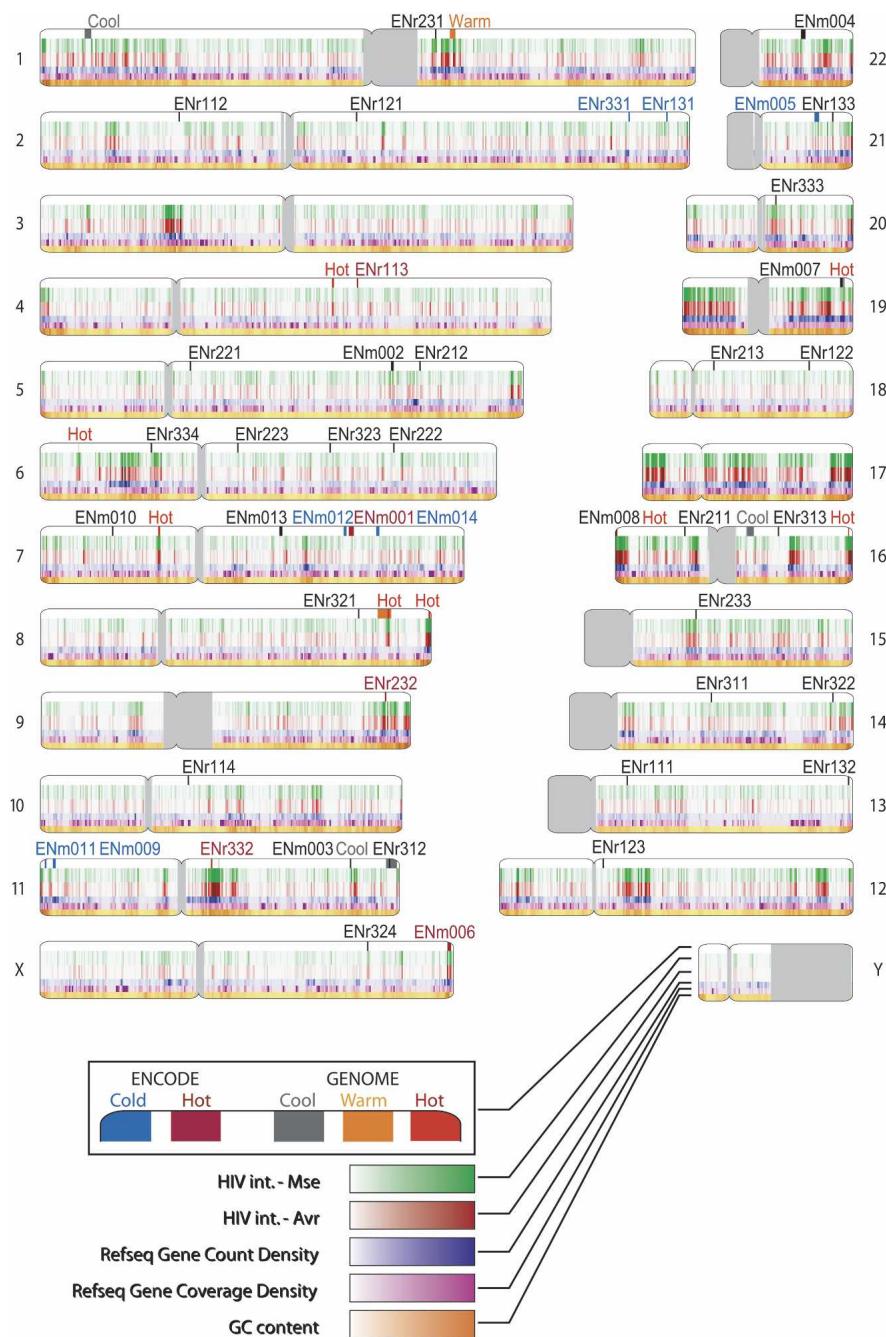 Cool ENr231 Warm ENm004
1 22
ENr112 ENr121 ENr331 ENr131 ENm005 ENr133
2 21
ENr333
3 20
Hot ENr113 ENm007 Hot
4 19
ENr221 ENm002 ENr212 ENr213 ENr122
5 18
Hot ENr334 ENr223 ENr323 ENr222
6 17
ENm010 Hot ENm013 ENm012 ENm001 ENm014 ENm008 Hot ENr211 Cool ENr313 Hot
7 16
ENr321 Hot Hot ENr233
8 15
ENr232 ENr311 ENr322
9 14
ENr114 ENr111 ENr132
10 13
ENm011 ENm009 ENr332 ENm003 Cool ENr312 ENr123
11 12
ENr324 ENm006
X Y
ENCODE GENOME
Cold Hot Cool Warm Hot
HIV int. - Mse
HIV int. - Avr
Refseq Gene Count Density
Refseq Gene Coverage Density
GC content